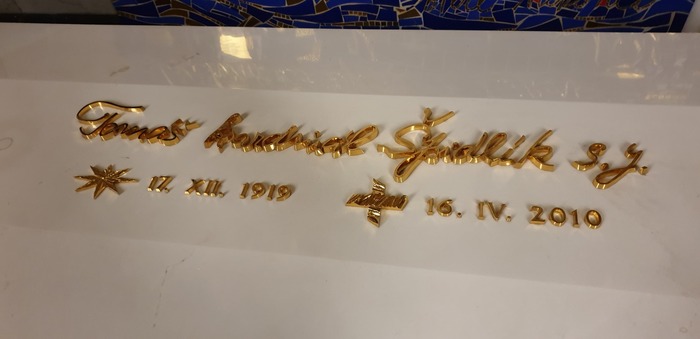 Tomáš Kardinál Špidlík S.J.
17. XII. 1919 16. IV. 2010